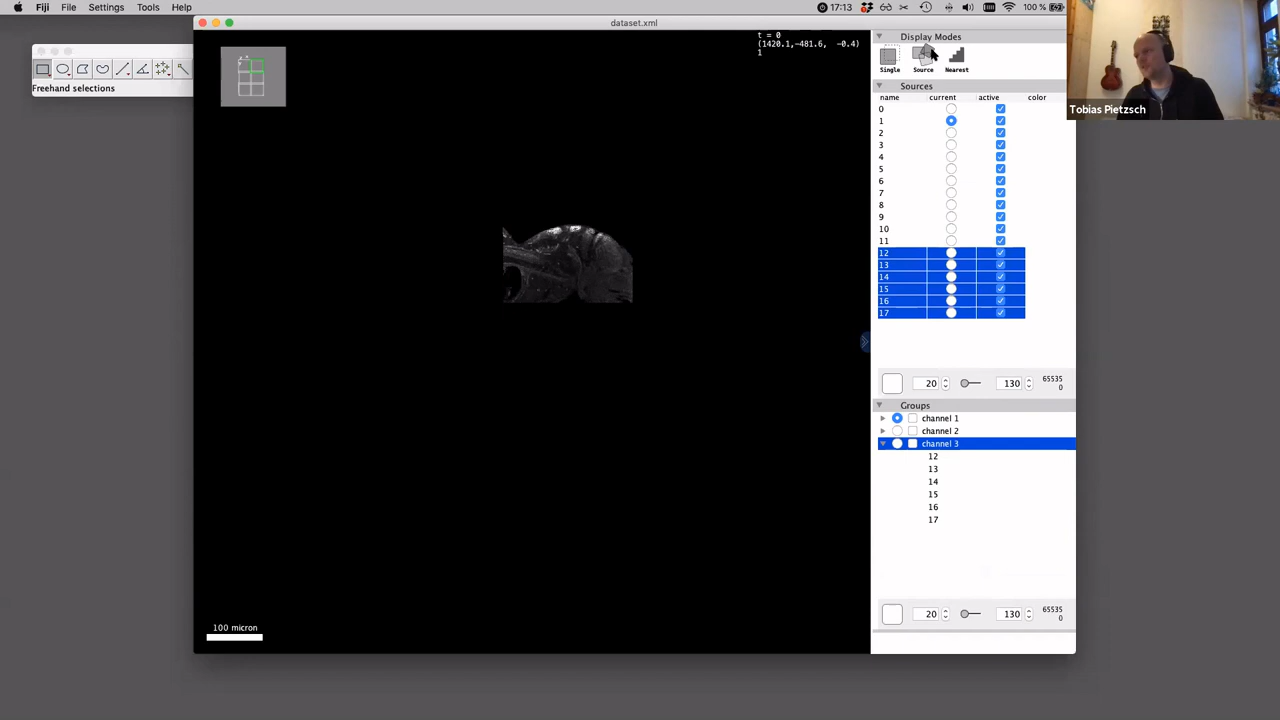 Fiji File Settings Tools Help
17:13 100 %
dataset.xml
Freehand selections
t = 0
(1420.1,-481.6, -0.4)
1
100 micron
Display Modes
Single Source Nearest
Sources
name current active color
0
1
2
3
4
5
6
7
8
9
10
11
12
13
14
15
16
17
20 130 65535
0
Groups
channel 1
channel 2
channel 3
12
13
14
15
16
17
20 130 65535
0
Tobias Pietzsch